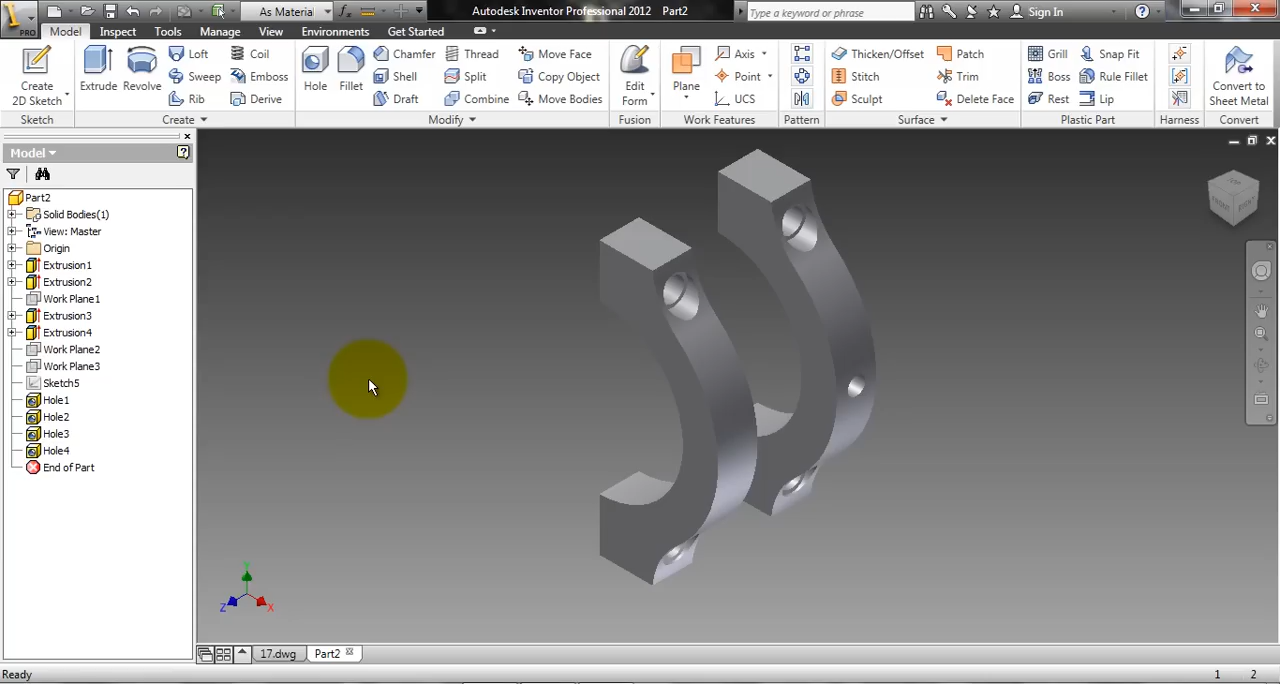 As Material
Autodesk Inventor Professional 2012 Part2
Type a keyword or phrase
Sign In
PRO
Model Inspect Tools Manage View Environments Get Started
Create
2D Sketch
Extrude
Revolve
Loft
Sweep
Rib
Coil
Emboss
Derive
Hole
Fillet
Chamfer
Shell
Draft
Thread
Split
Combine
Move Face
Copy Object
Move Bodies
Edit
Form
Plane
Axis
Point
UCS
Thicken/Offset
Stitch
Sculpt
Patch
Trim
Delete Face
Grill
Boss
Rest
Snap Fit
Rule Fillet
Lip
Convert to
Sheet Metal
Sketch Create Modify Fusion Work Features Pattern Surface Plastic Part Harness Convert
Model
Part2
Solid Bodies(1)
View: Master
Origin
Extrusion1
Extrusion2
Work Plane1
Extrusion3
Extrusion4
Work Plane2
Work Plane3
Sketch5
Hole1
Hole2
Hole3
Hole4
End of Part
Y
Z X
17.dwg Part2
Ready 1 2